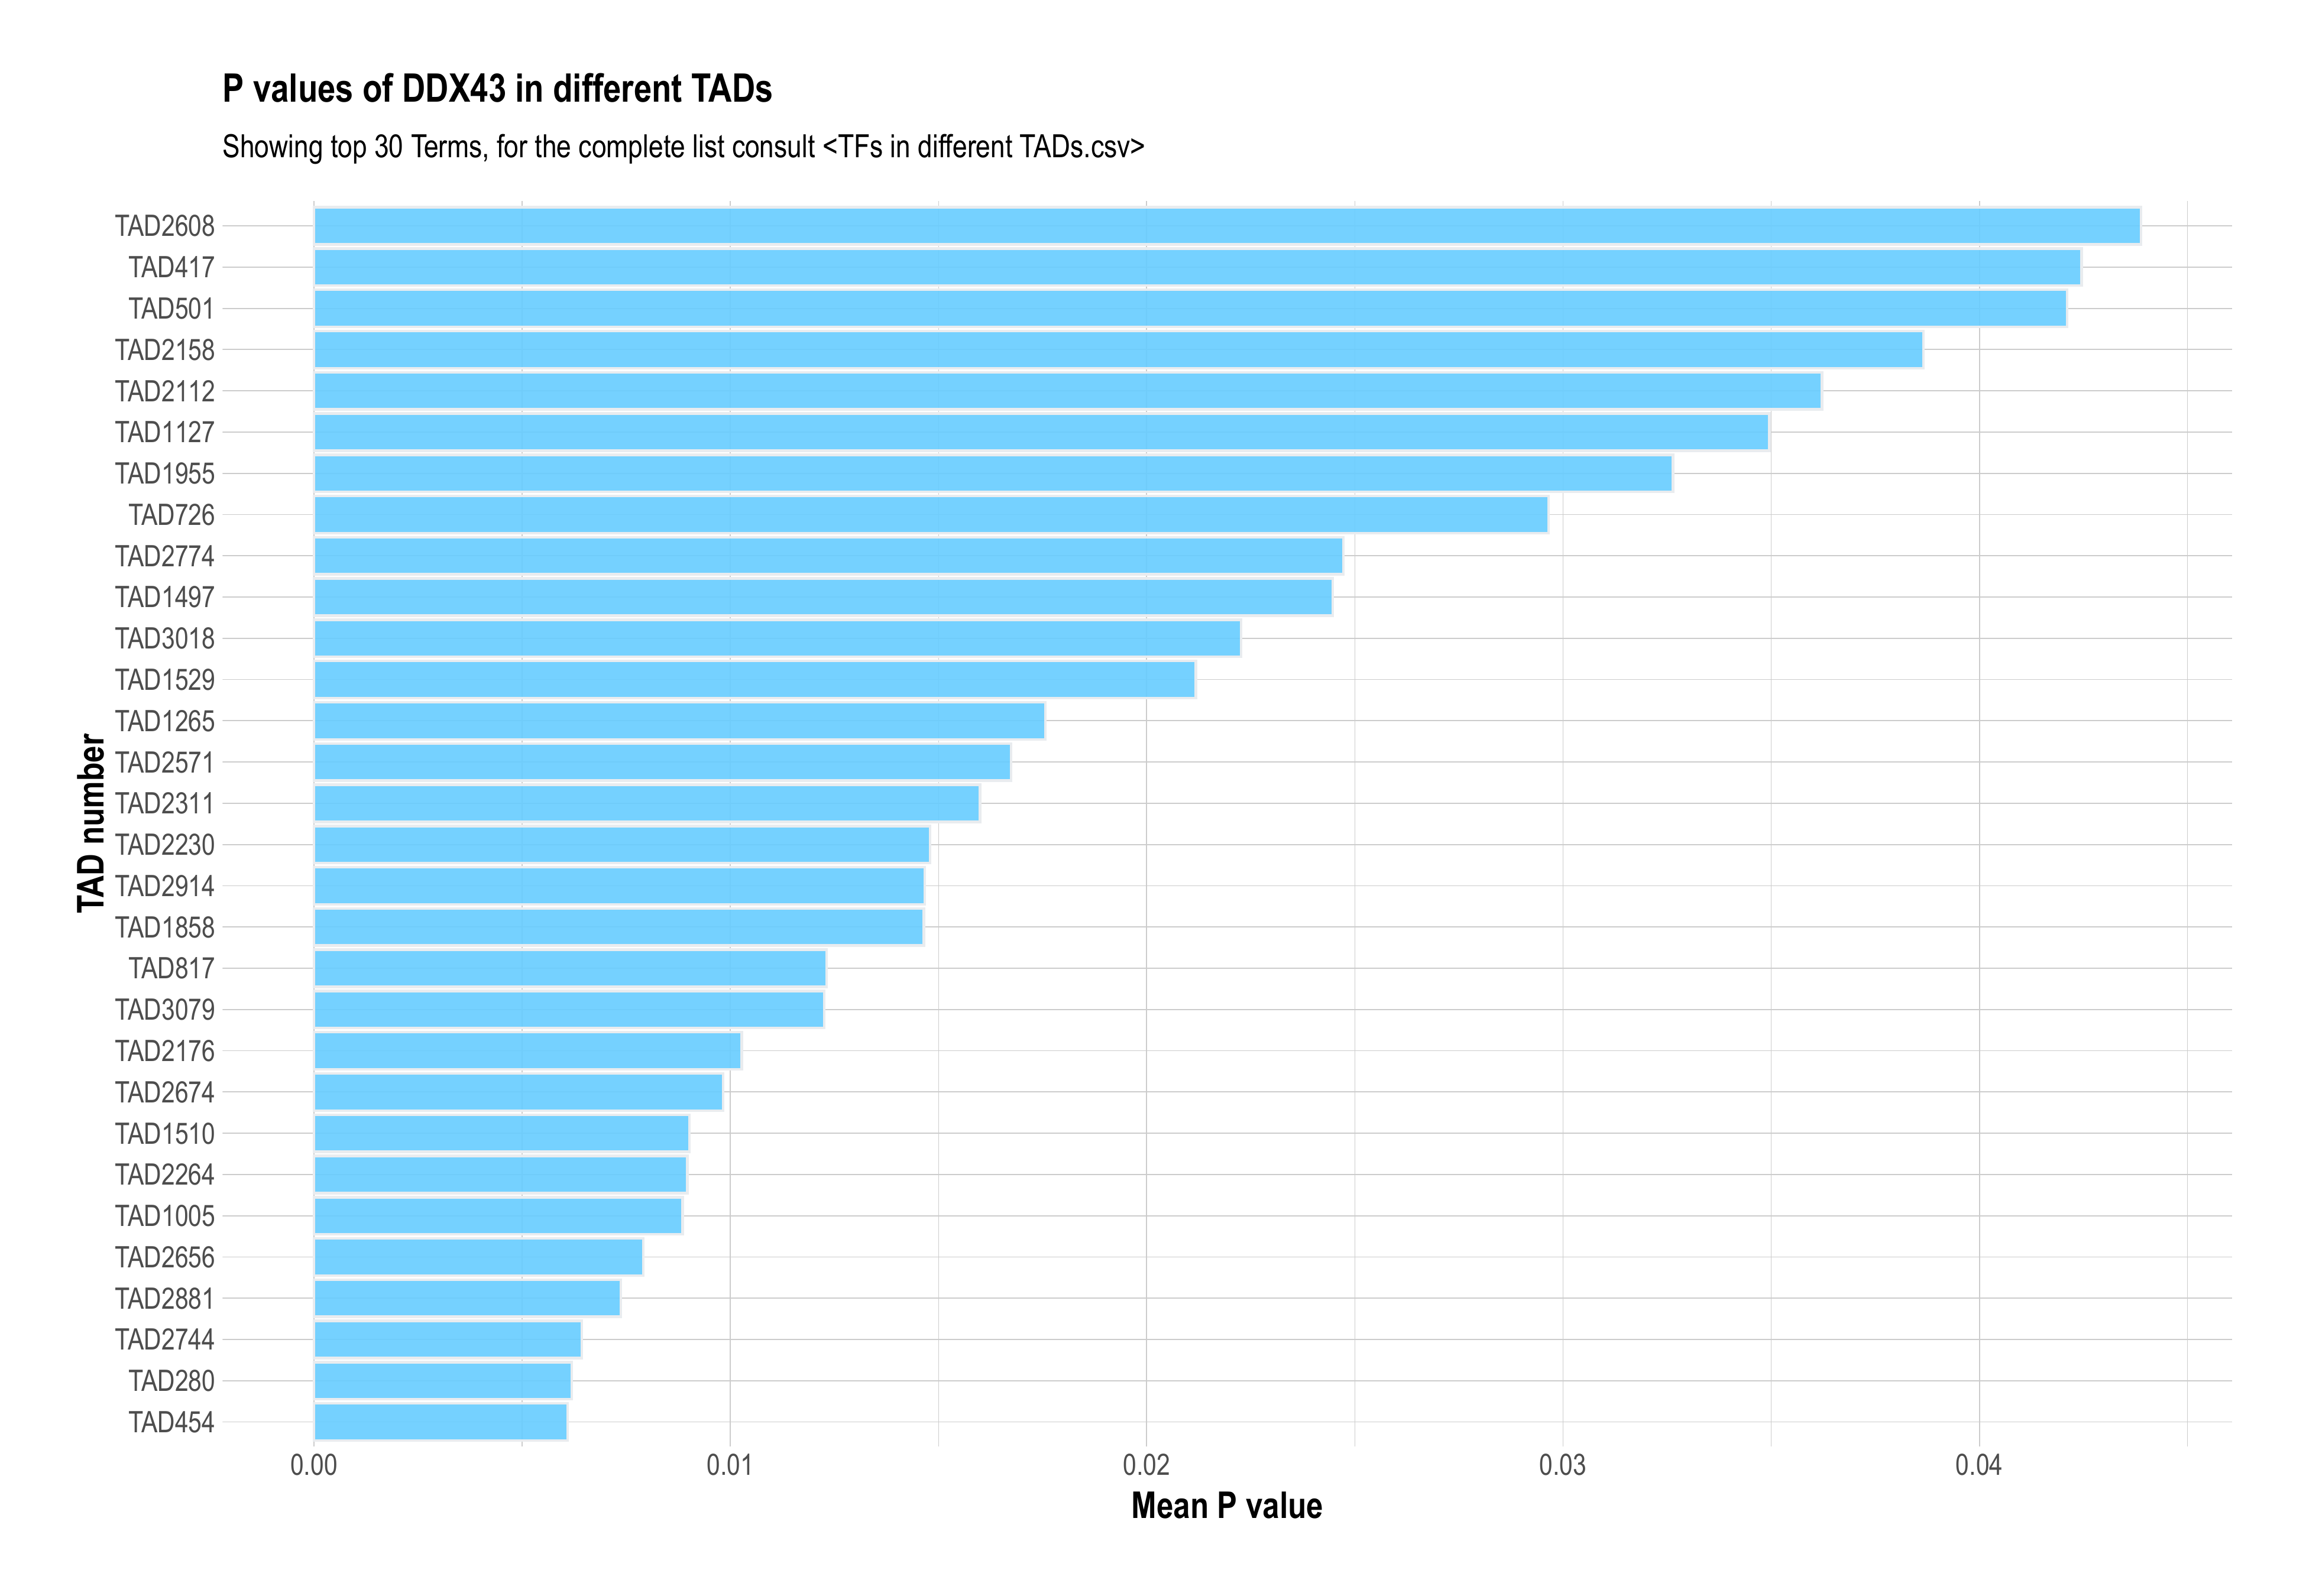 P values of DDX43 in different TADs
Showing top 30 Terms, for the complete list consult <TFs in different TADs.csv>
TAD number
TAD2608
TAD417
TAD501
TAD2158
TAD2112
TAD1127
TAD1955
TAD726
TAD2774
TAD1497
TAD3018
TAD1529
TAD1265
TAD2571
TAD2311
TAD2230
TAD2914
TAD1858
TAD817
TAD3079
TAD2176
TAD2674
TAD1510
TAD2264
TAD1005
TAD2656
TAD2881
TAD2744
TAD280
TAD454
0.00 0.01 0.02 0.03 0.04
Mean P value